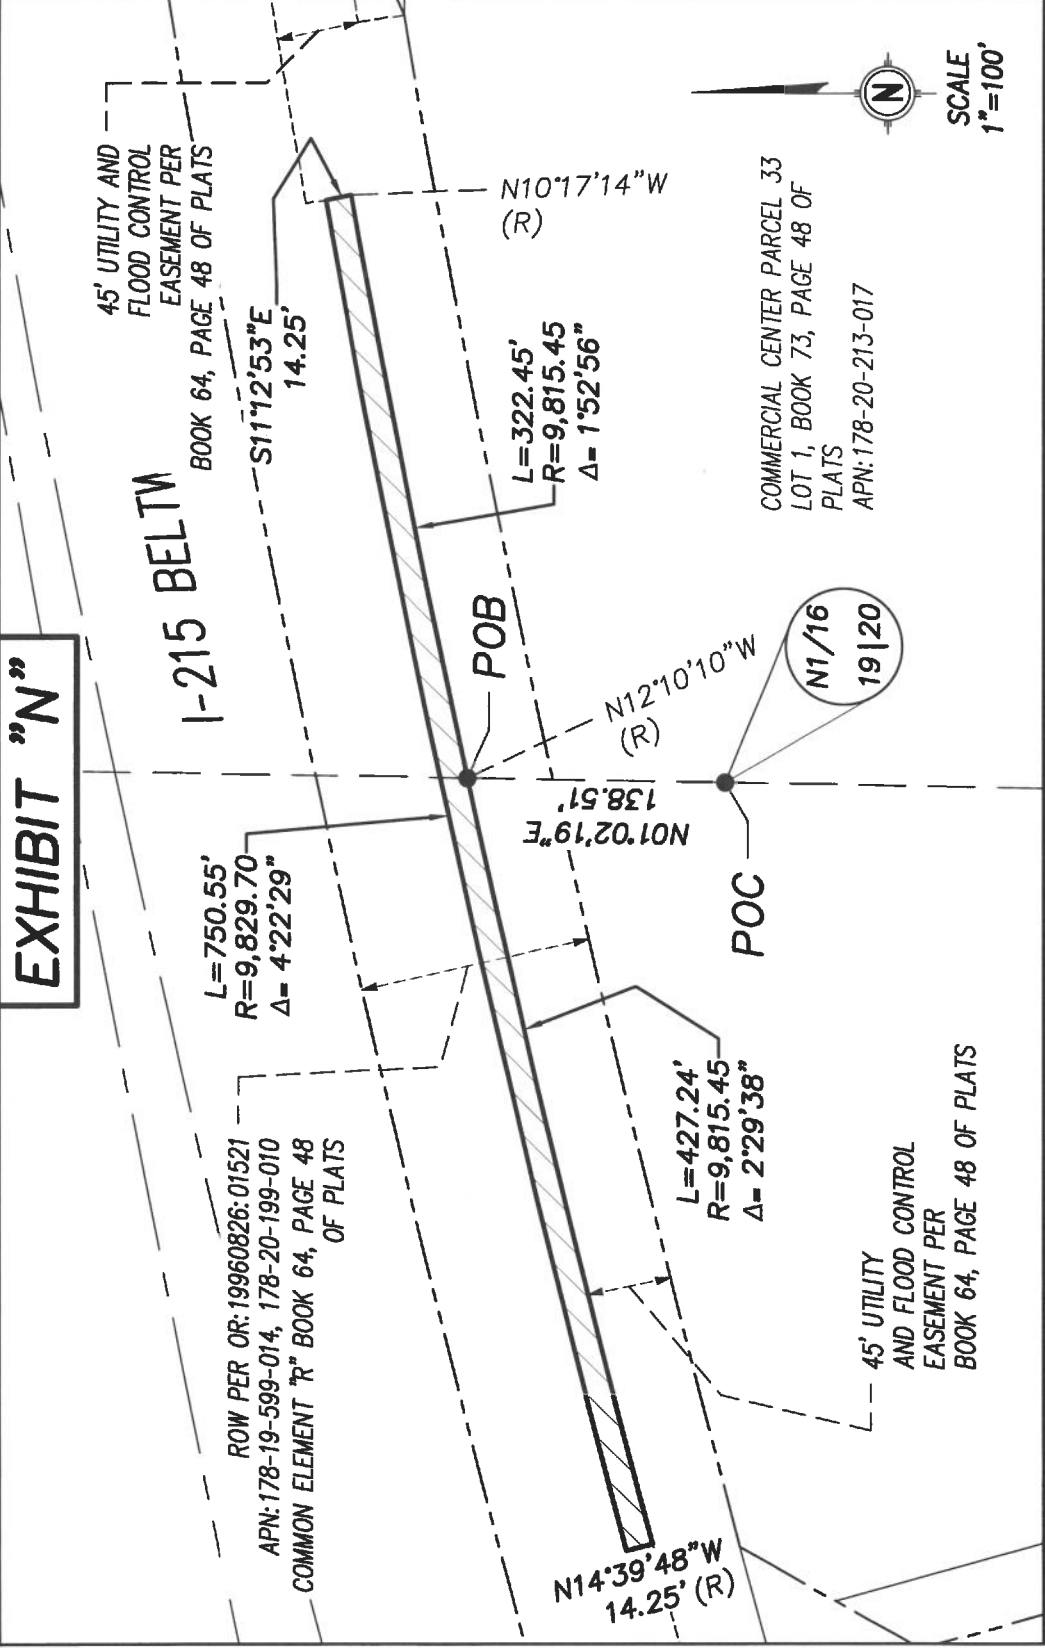 EXHIBIT "N"
I-215 BELTW
45' UTILITY AND
FLOOD CONTROL
EASEMENT PER
BOOK 64, PAGE 48 OF PLATS
S11°12'53"E
14.25'
N10°17'14"W
(R)
L=322.45'
R=9,815.45
Δ= 1°52'56"
COMMERCIAL CENTER PARCEL 33
LOT 1, BOOK 73, PAGE 48 OF
PLATS
APN:178-20-213-017
N
SCALE
1"=100'
L=750.55'
R=9,829.70
Δ= 4°22'29"
POB
N12°10'10"W
(R)
N01°02'19"E
138.51'
N1/16
19|20
POC
ROW PER OR:19960826:01521
APN:178-19-599-014, 178-20-199-010
COMMON ELEMENT "R" BOOK 64, PAGE 48
OF PLATS
L=427.24'
R=9,815.45
Δ= 2°29'38"
45' UTILITY
AND FLOOD CONTROL
EASEMENT PER
BOOK 64, PAGE 48 OF PLATS
N14°39'48"W
14.25' (R)